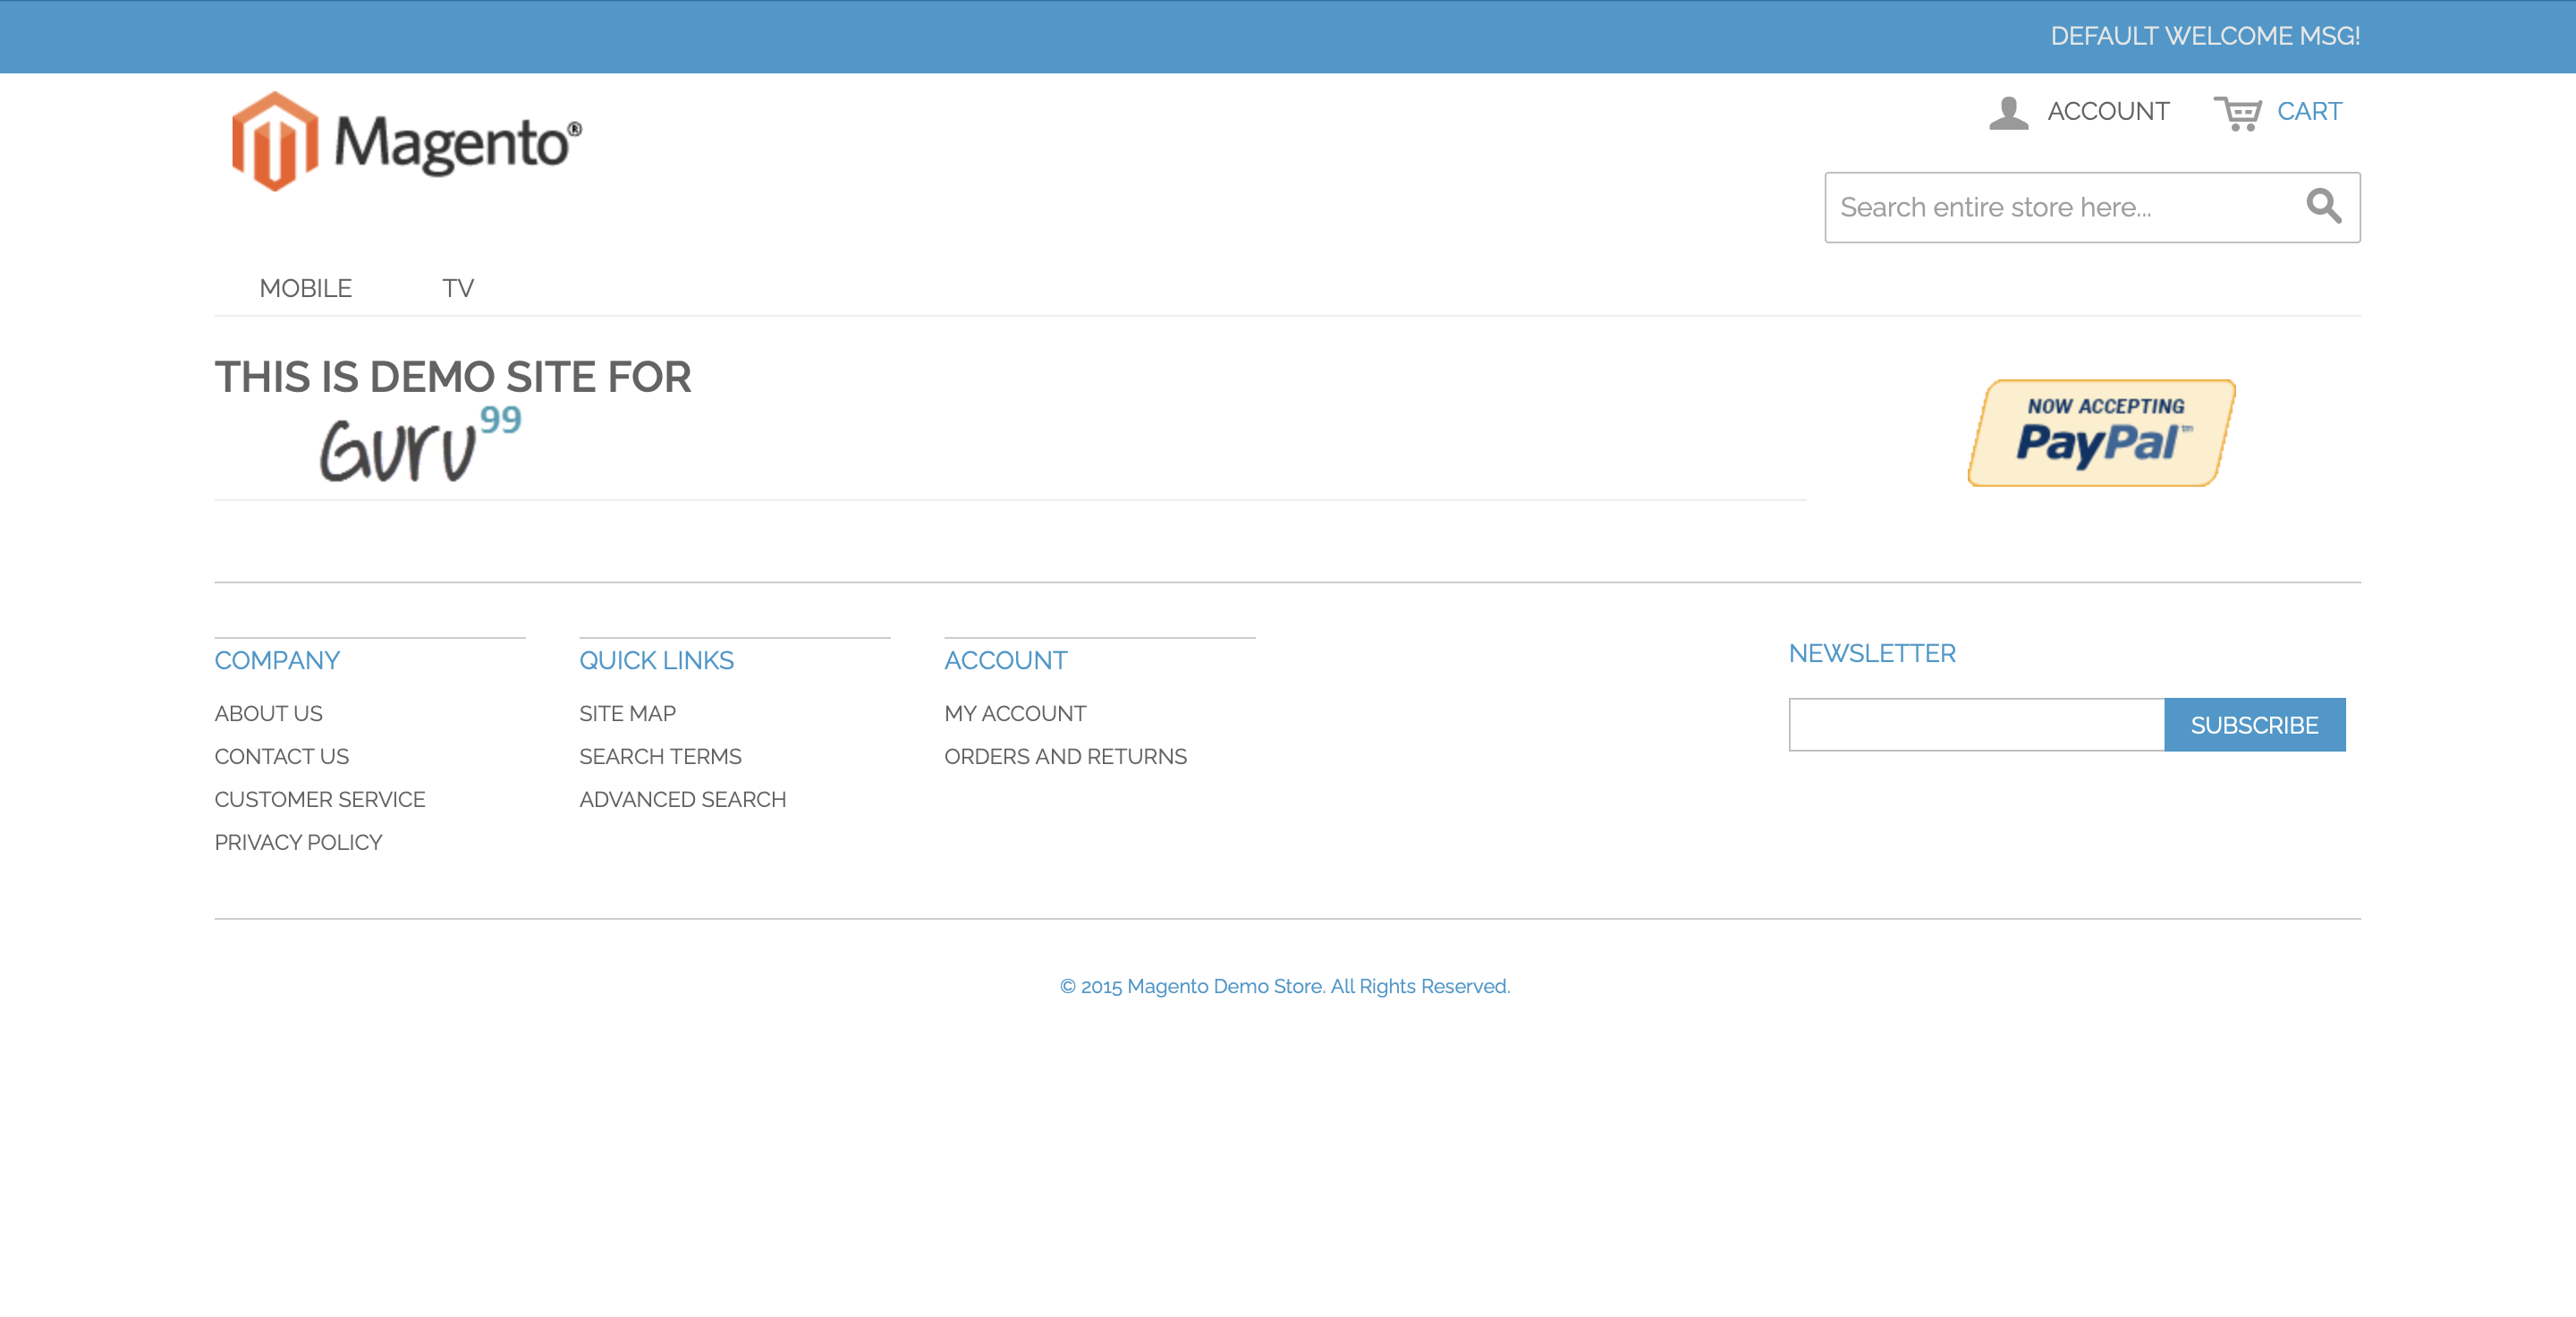 DEFAULT WELCOME MSG!
Magento®
ACCOUNT
CART
Search entire store here...
MOBILE
TV
THIS IS DEMO SITE FOR
Guru99
NOW ACCEPTING
PayPal™
COMPANY
ABOUT US
CONTACT US
CUSTOMER SERVICE
PRIVACY POLICY
QUICK LINKS
SITE MAP
SEARCH TERMS
ADVANCED SEARCH
ACCOUNT
MY ACCOUNT
ORDERS AND RETURNS
NEWSLETTER
SUBSCRIBE
© 2015 Magento Demo Store. All Rights Reserved.